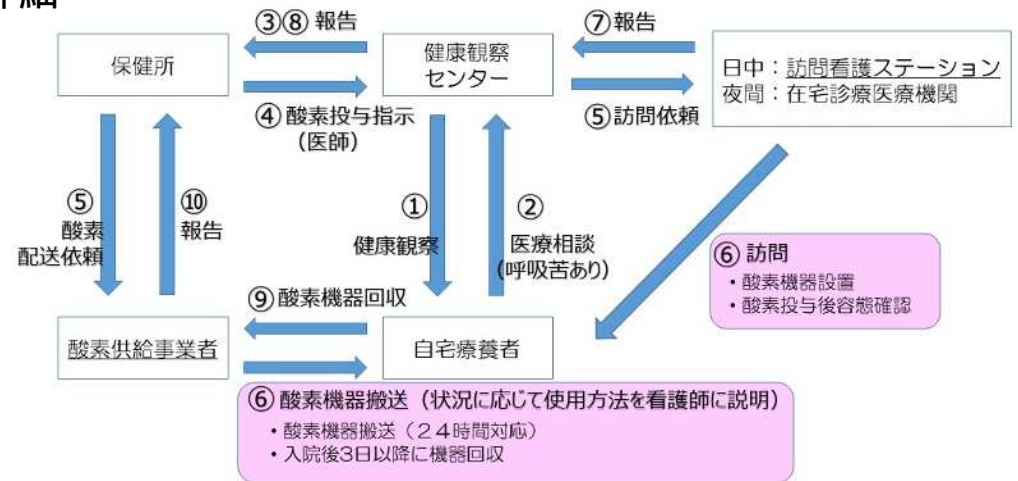 ③⑧ 報告
⑦報告
保健所
健康観察
センター
日中：訪問看護ステーション
夜間：在宅診療医療機関
④ 酸素投与指示
（医師）
⑤訪問依頼
⑤
酸素
配送依頼
⑩
報告
①
健康観察
②
医療相談
(呼吸苦あり)
⑥ 訪問
・酸素機器設置
・酸素投与後容態確認
⑨ 酸素機器回収
酸素供給事業者
自宅療養者
⑥ 酸素機器搬送（状況に応じて使用方法を看護師に説明）
・酸素機器搬送（２４時間対応）
・入院後3日以降に機器回収